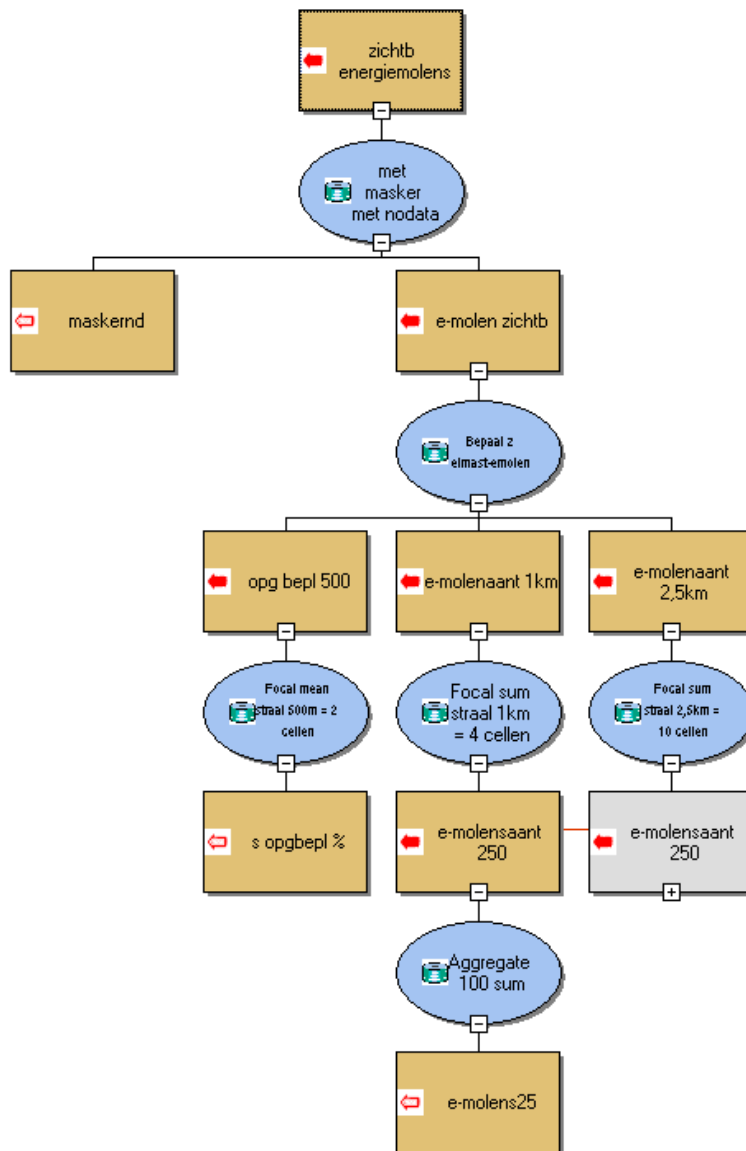 zichtb
energiemolens
met
masker
met nodata
maskernd
e-molen zichtb
Bepaal z
elmast-emolen
opg bepl 500
e-molenaant 1km
e-molenaant
2,5km
Focal mean
straal 500m = 2
cellen
Focal sum
straal 1km
= 4 cellen
Focal sum
straal 2,5km =
10 cellen
s opgbepl %
e-molensaant
250
e-molensaant
250
Aggregate
100 sum
e-molens25